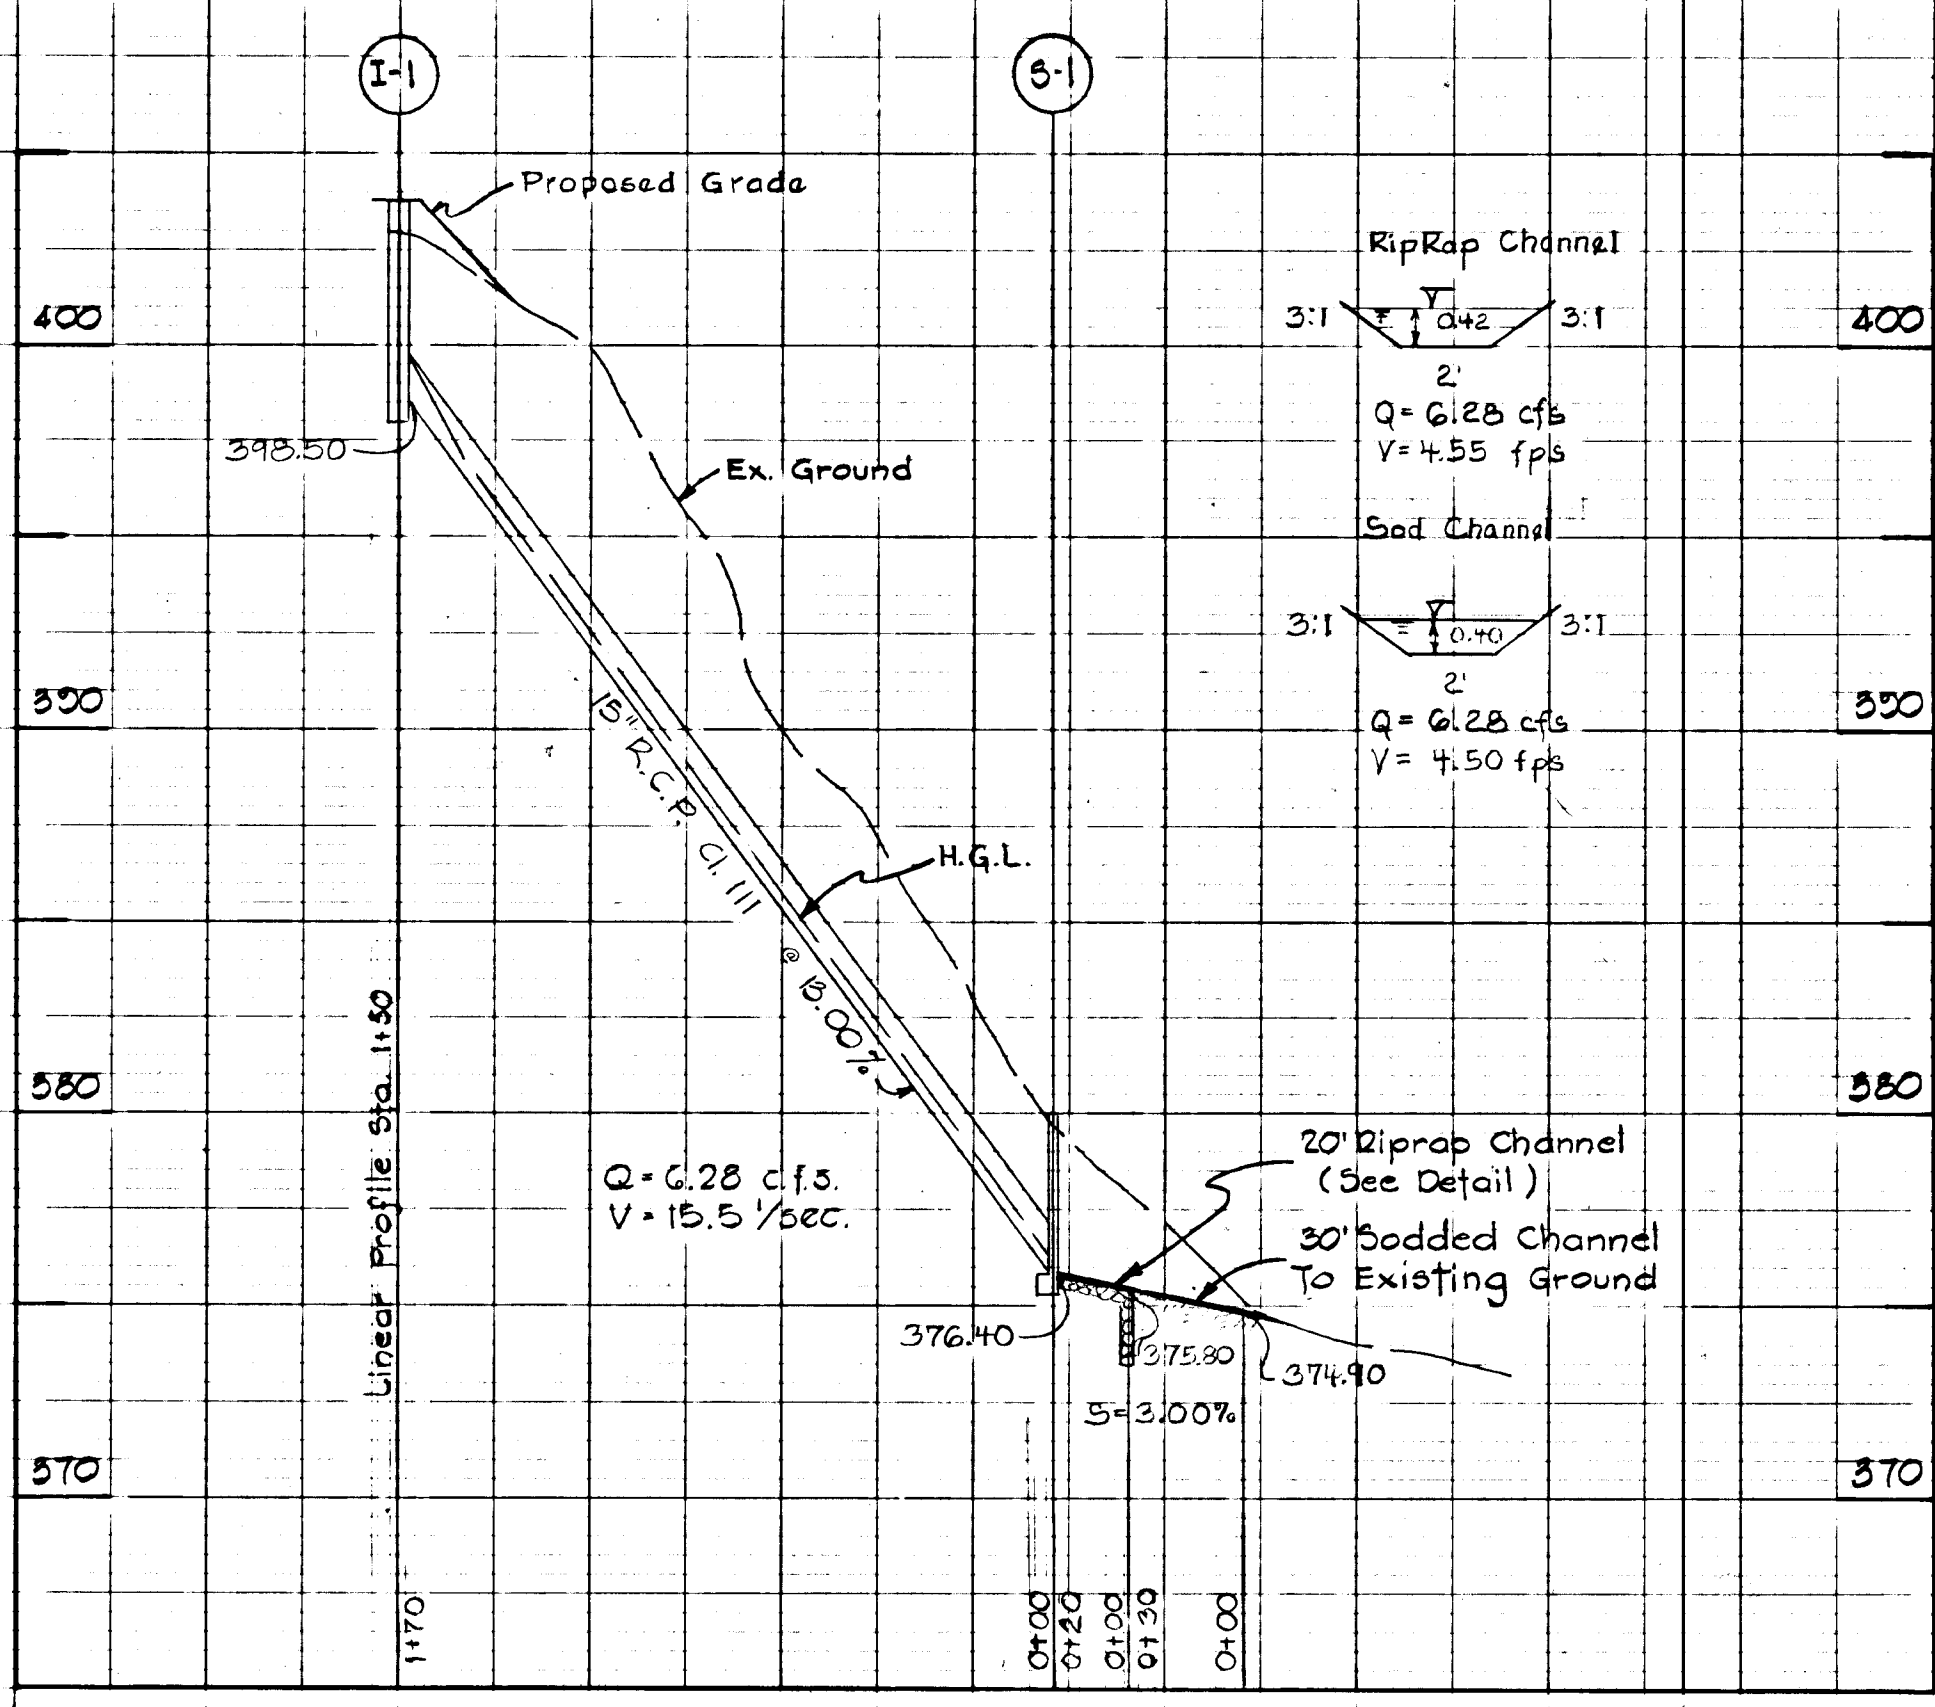 I-1
S-1
Proposed Grade
RipRap Channel
400
3:1
0.42
3:1
400
2'
Q = 6.28 cfs
V = 4.55 fps
398.50
Ex. Ground
Sod Channel
3:1
0.40
3:1
2'
390
390
Q = 6.28 cfs
V = 4.50 fps
15" R.C.P. Cl. III @ 13.00%
H.G.L.
Linear Profile Sta. 1+50
380
380
20' Riprap Channel
(See Detail)
Q = 6.28 c.f.s.
V = 15.5 '/sec.
30' Sodded Channel
To Existing Ground
376.40
375.80
374.90
S = 3.00%
370
370
1+70
0+00
0+20
0+00
0+30
0+00